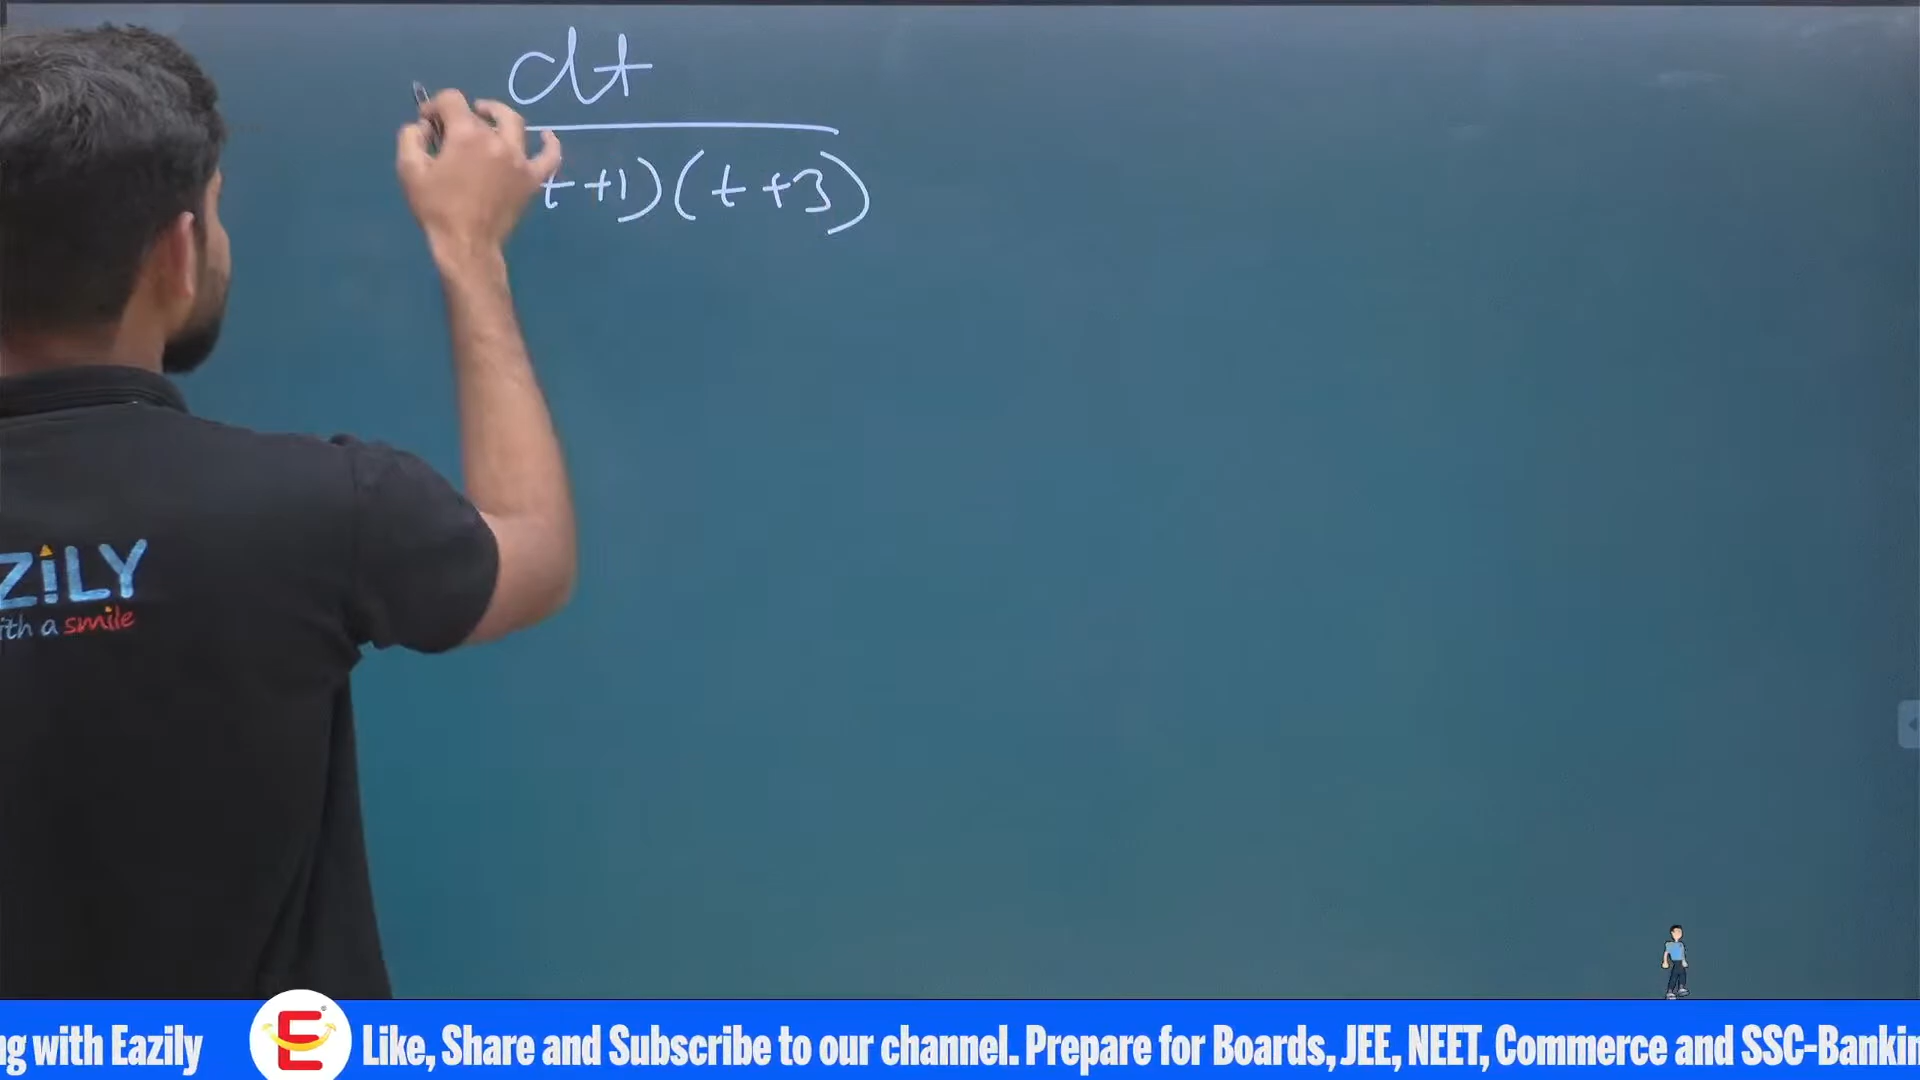 dt
t+1)(t+3)
ZiLY
ith a smile
ng with Eazily
E Like, Share and Subscribe to our channel. Prepare for Boards, JEE, NEET, Commerce and SSC-Bankin